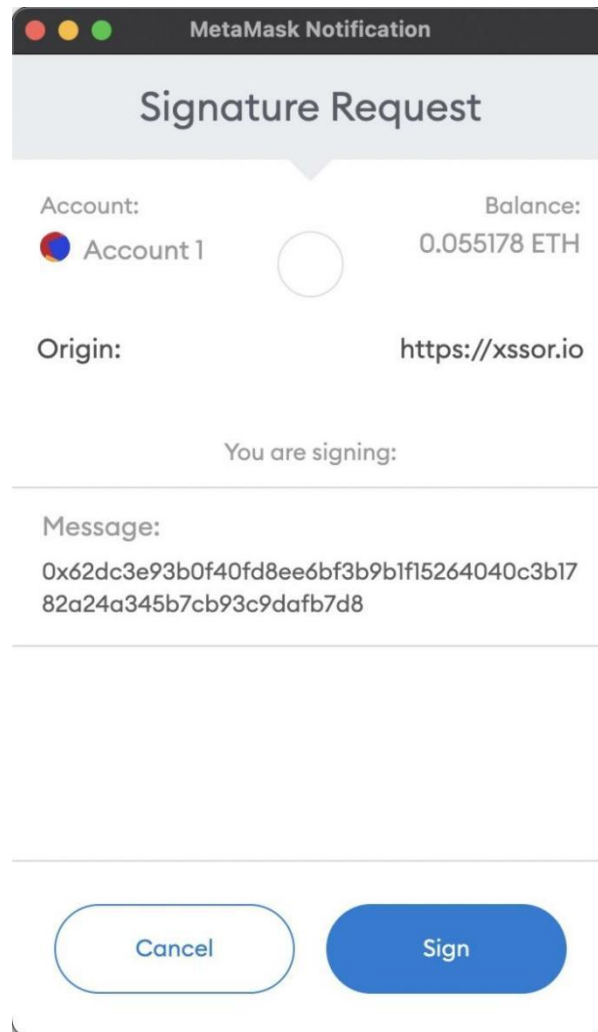 MetaMask Notification
Signature Request
Account:
Balance:
Account 1
0.055178 ETH
Origin:
https://xssor.io
You are signing:
Message:
0x62dc3e93b0f40fd8ee6bf3b9b1f15264040c3b17
82a24a345b7cb93c9dafb7d8
Cancel
Sign